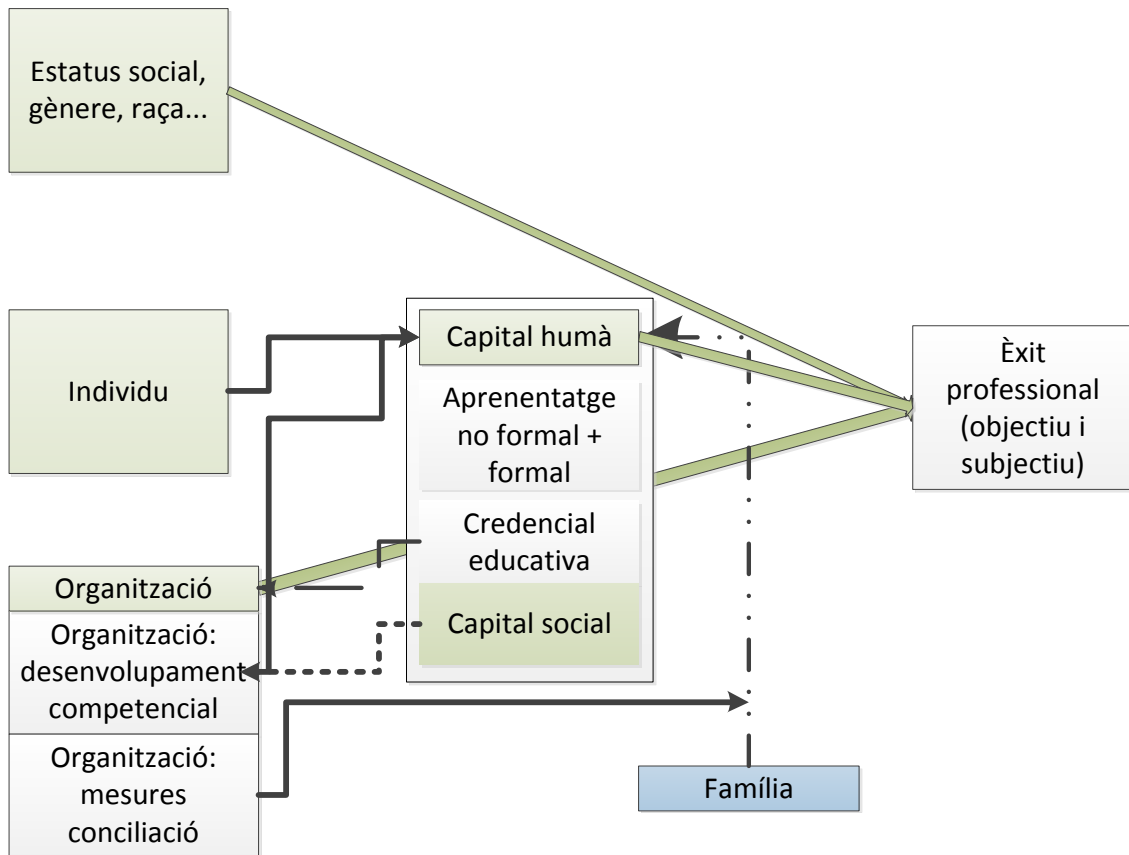 Estatus social,
gènere, raça...
Individu
Capital humà
Aprenentatge
no formal +
formal
Credencial
educativa
Capital social
Èxit
professional
(objectiu i
subjectiu)
Organització
Organització:
desenvolupament
competencial
Organització:
mesures
conciliació
Família